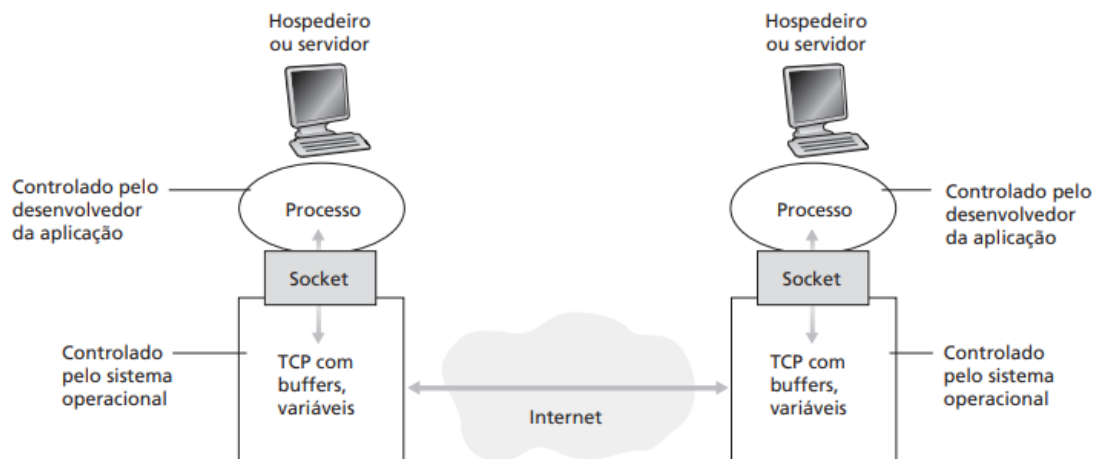 Hospedeiro
ou servidor
Hospedeiro
ou servidor
Controlado pelo
desenvolvedor
da aplicação
Processo
Processo
Controlado pelo
desenvolvedor
da aplicação
Socket
Socket
Controlado
pelo sistema
operacional
TCP com
buffers,
variáveis
Internet
TCP com
buffers,
variáveis
Controlado
pelo sistema
operacional